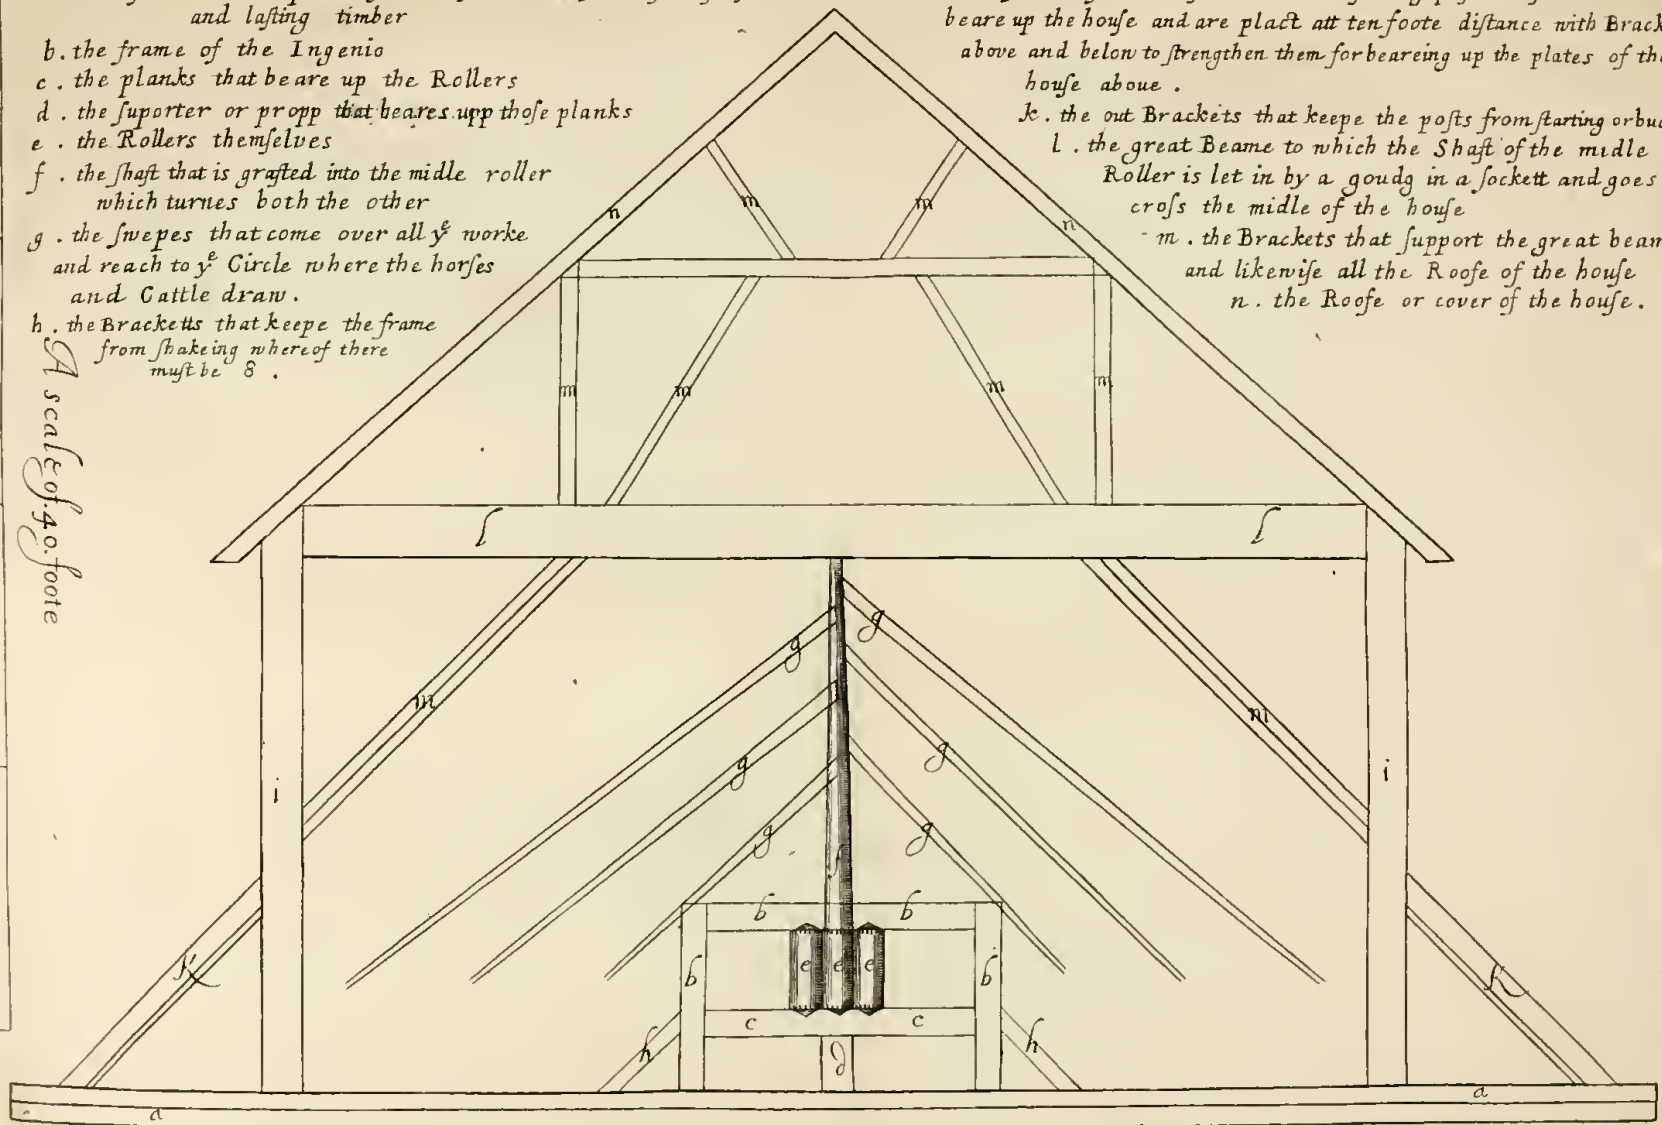 and laſting timber
b. the frame of the Ingenio
c. the planks that beare up the Rollers
d. the ſuporter or propp that beares upp thoſe planks
e. the Rollers themſelves
f. the ſhaft that is grafted into the midle roller
which turnes both the other
g. the ſwepes that come over all yᵉ worke
and reach to yᵉ Circle where the horſes
and Cattle draw.
h. the Bracketts that keepe the frame
from ſhakeing whereof there
muſt be 8.
beare up the houſe and are plact att ten foote diſtance with Brack
above and below to ſtrengthen them for beareing up the plates of the
houſe aboue.
k. the out Brackets that keepe the poſts from ſtarting or buc
l. the great Beame to which the Shaft of the midle
Roller is let in by a goudg in a ſockett and goes
croſs the midle of the houſe
m. the Brackets that ſupport the great beam
and likewiſe all the Rooſe of the houſe
n. the Roofe or cover of the houſe.
A scale of .40. foote
m m
n n
m m m m
l l
g g
m m
g g
i i
g g
f
b b
k b e e e b k
c c
h d h
a a